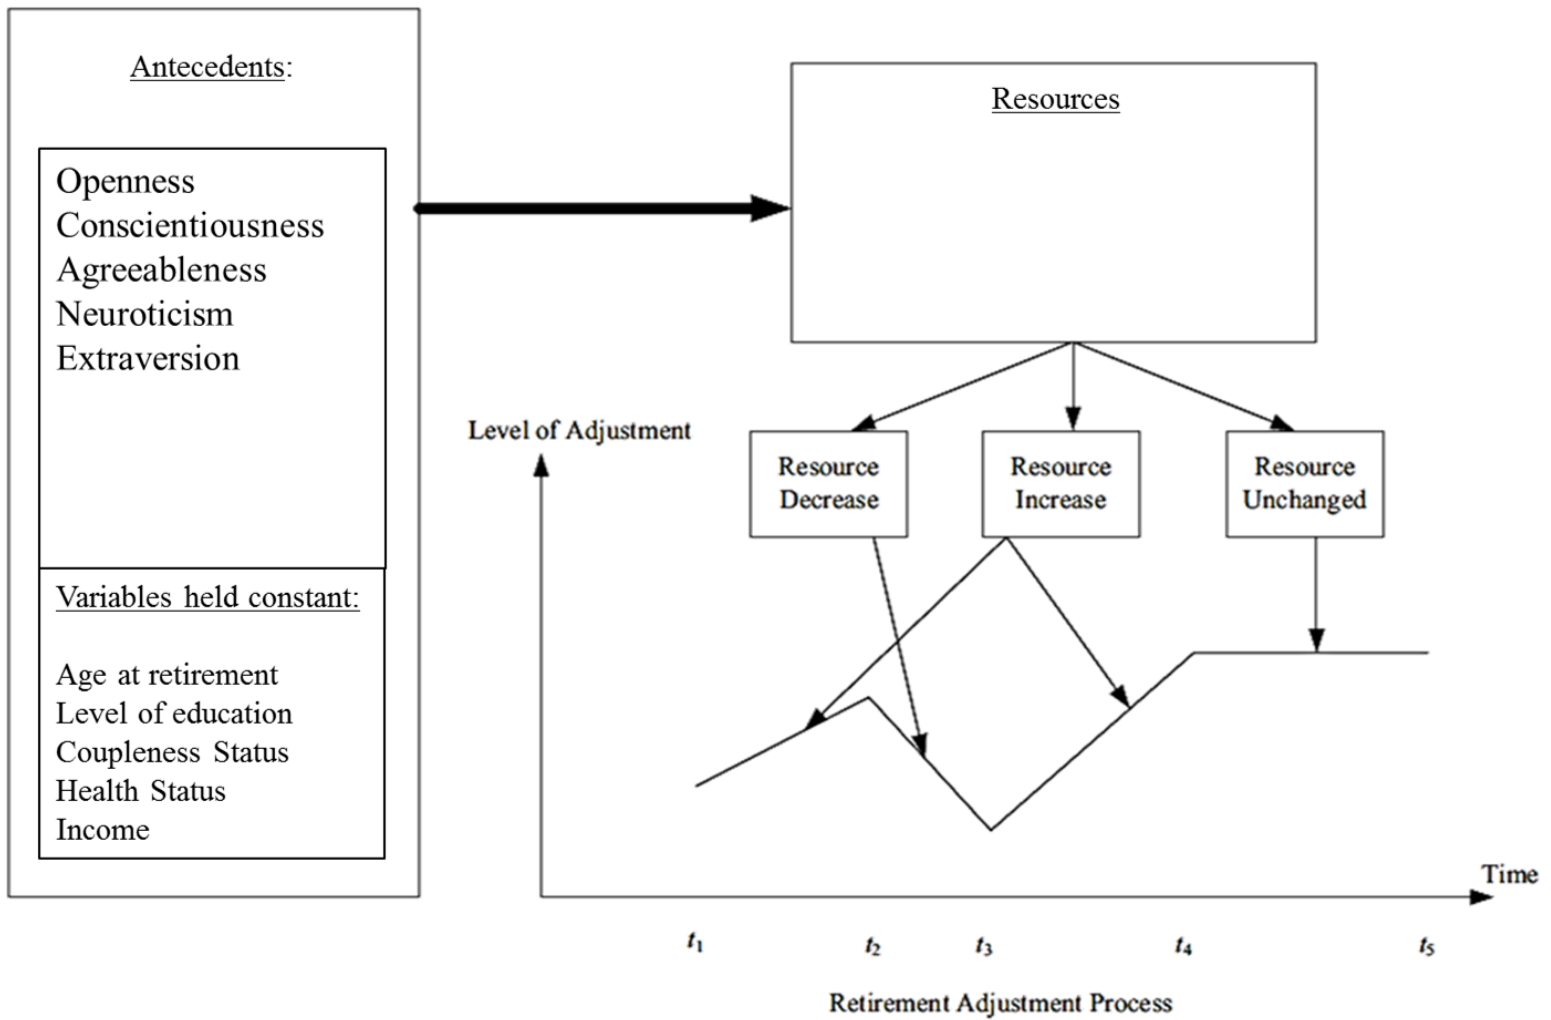 Antecedents:
Openness
Conscientiousness
Agreeableness
Neuroticism
Extraversion
Variables held constant:
Age at retirement
Level of education
Coupleness Status
Health Status
Income
Resources
Level of Adjustment
Resource
Decrease
Resource
Increase
Resource
Unchanged
Time
t1
t2
t3
t4
t5
Retirement Adjustment Process